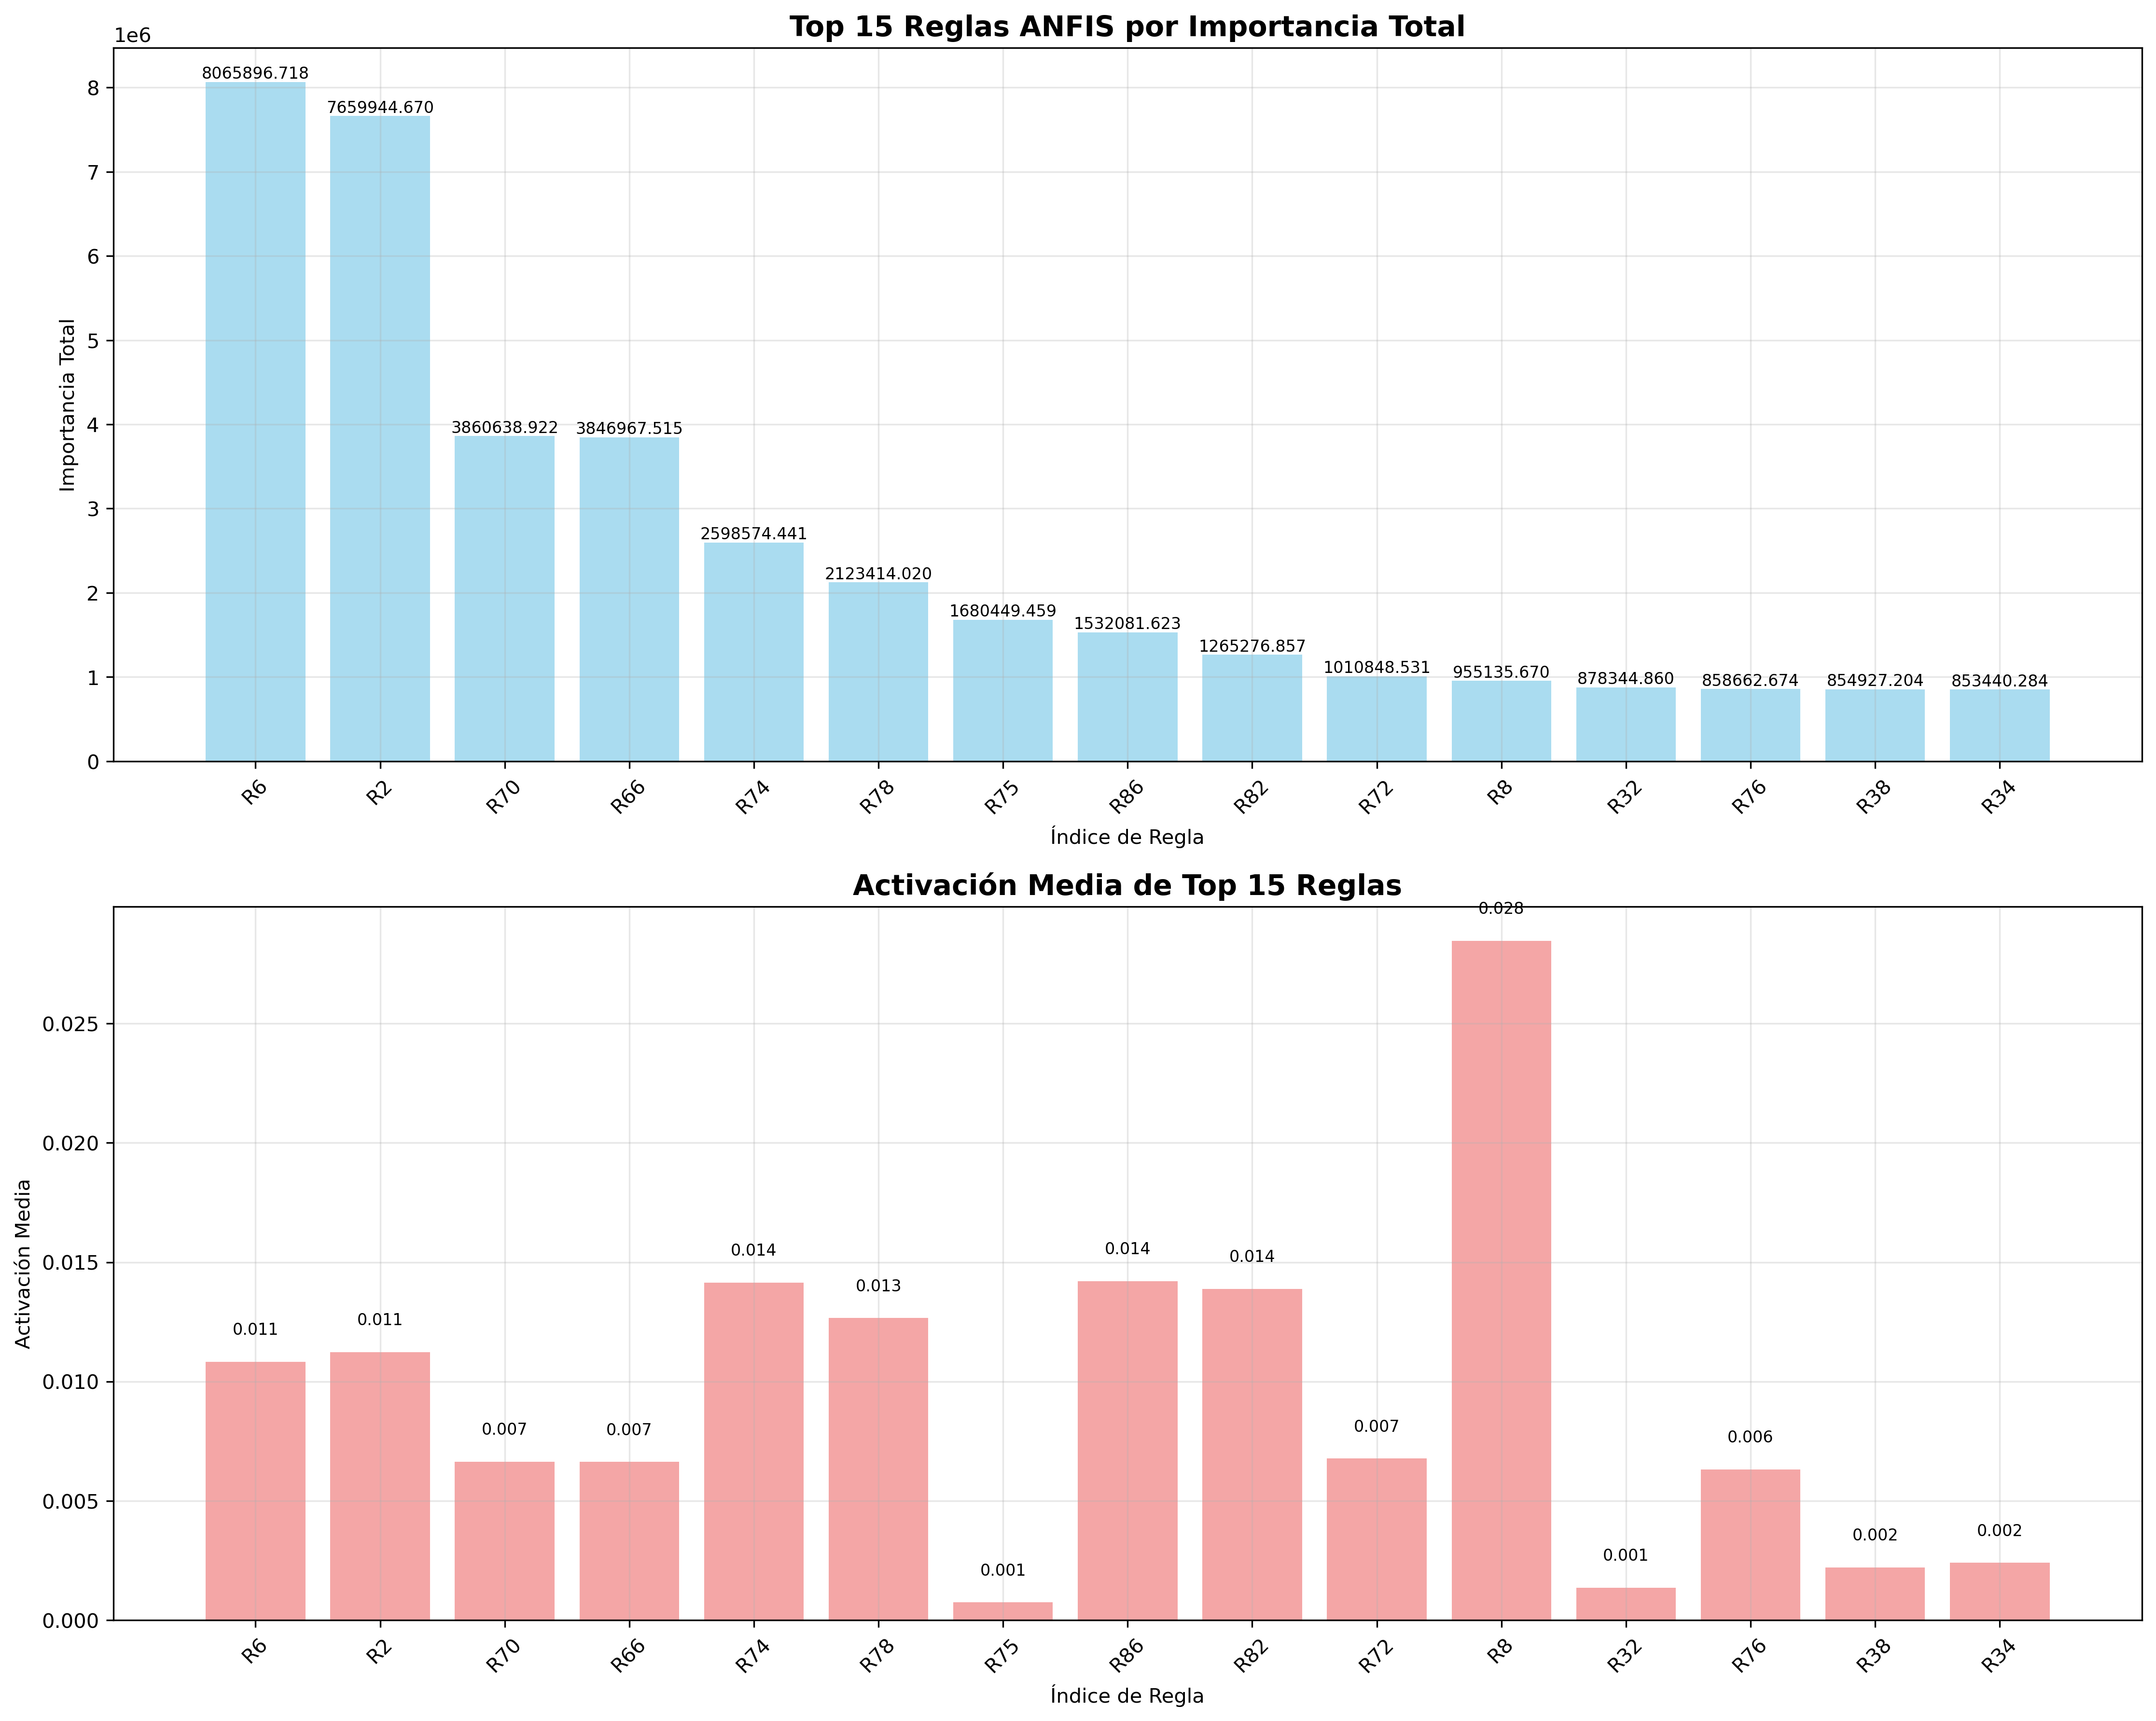 Top 15 Reglas ANFIS por Importancia Total
1e6
8
7
6
5
4
3
2
1
0
Importancia Total
8065896.718
7659944.670
3860638.922
3846967.515
2598574.441
2123414.020
1680449.459
1532081.623
1265276.857
1010848.531
955135.670
878344.860
858662.674
854927.204
853440.284
R6
R2
R70
R66
R74
R78
R75
R86
R82
R72
R8
R32
R76
R38
R34
Índice de Regla
Activación Media de Top 15 Reglas
0.025
0.020
0.015
0.010
0.005
0.000
Activación Media
0.011
0.011
0.007
0.007
0.014
0.013
0.001
0.014
0.014
0.007
0.028
0.001
0.006
0.002
0.002
R6
R2
R70
R66
R74
R78
R75
R86
R82
R72
R8
R32
R76
R38
R34
Índice de Regla